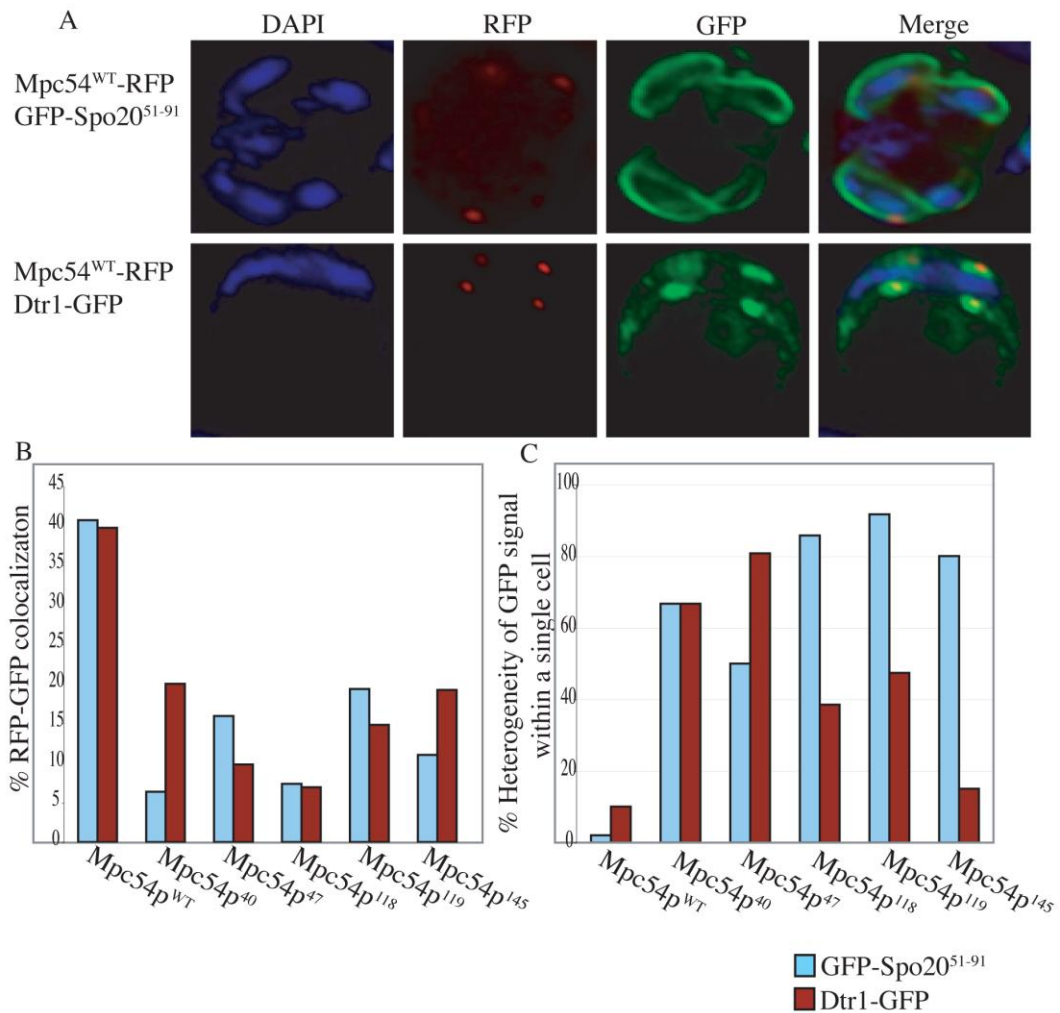 A
DAPI RFP GFP Merge
Mpc54WT-RFP
GFP-Spo2051-91
Mpc54WT-RFP
Dtr1-GFP
B
C
% RFP-GFP colocalizaton
45
40
35
30
25
20
15
10
5
0
Mpc54pWT
Mpc54p40
Mpc54p47
Mpc54p118
Mpc54p119
Mpc54p145
% Heterogeneity of GFP signal
within a single cell
100
80
60
40
20
0
Mpc54pWT
Mpc54p40
Mpc54p47
Mpc54p118
Mpc54p119
Mpc54p145
GFP-Spo2051-91
Dtr1-GFP